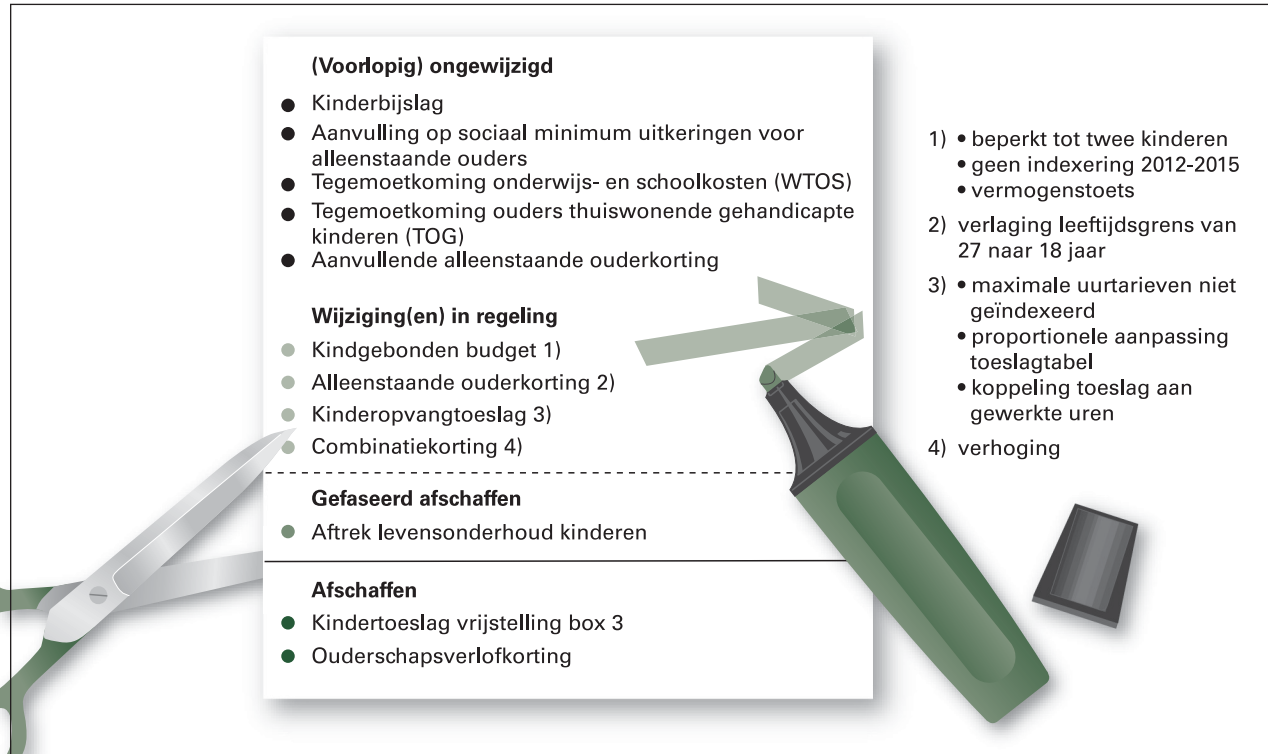 (Voorlopig) ongewijzigd
● Kinderbijslag
● Aanvulling op sociaal minimum uitkeringen voor
alleenstaande ouders
● Tegemoetkoming onderwijs- en schoolkosten (WTOS)
● Tegemoetkoming ouders thuiswonende gehandicapte
kinderen (TOG)
● Aanvullende alleenstaande ouderkorting
Wijziging(en) in regeling
● Kindgebonden budget 1)
● Alleenstaande ouderkorting 2)
● Kinderopvangtoeslag 3)
● Combinatiekorting 4)
Gefaseerd afschaffen
● Aftrek levensonderhoud kinderen
Afschaffen
● Kindertoeslag vrijstelling box 3
● Ouderschapsverlofkorting
1) • beperkt tot twee kinderen
• geen indexering 2012-2015
• vermogenstoets
2) verlaging leeftijdsgrens van
27 naar 18 jaar
3) • maximale uurtarieven niet
geïndexeerd
• proportionele aanpassing
toeslagtabel
• koppeling toeslag aan
gewerkte uren
4) verhoging